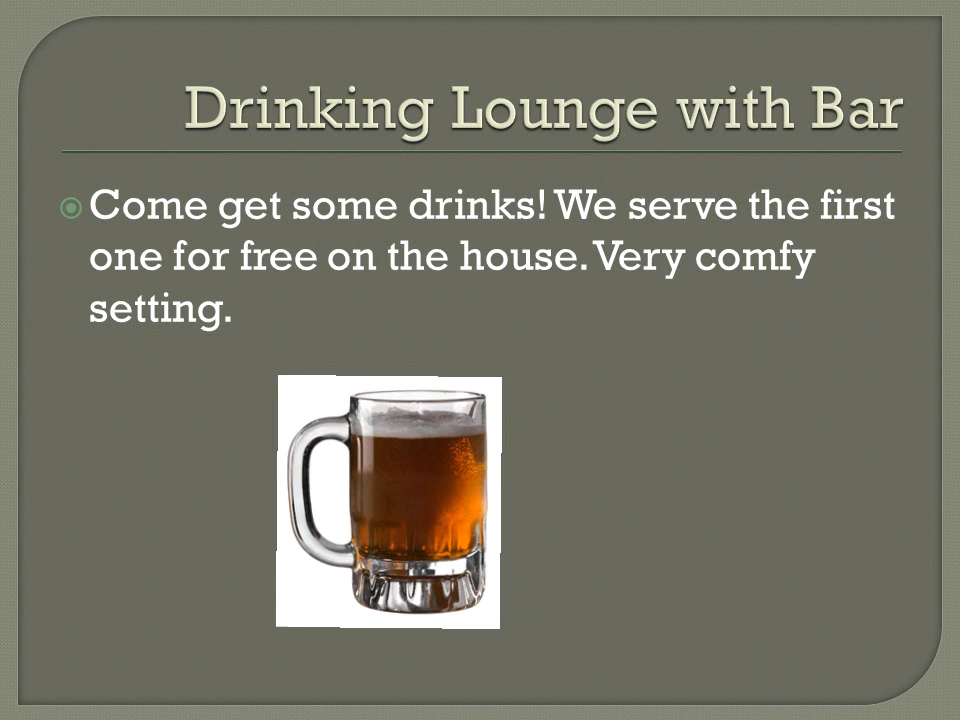 Drinking Lounge with Bar
Come get some drinks! We serve the first
one for free on the house. Very comfy
setting.